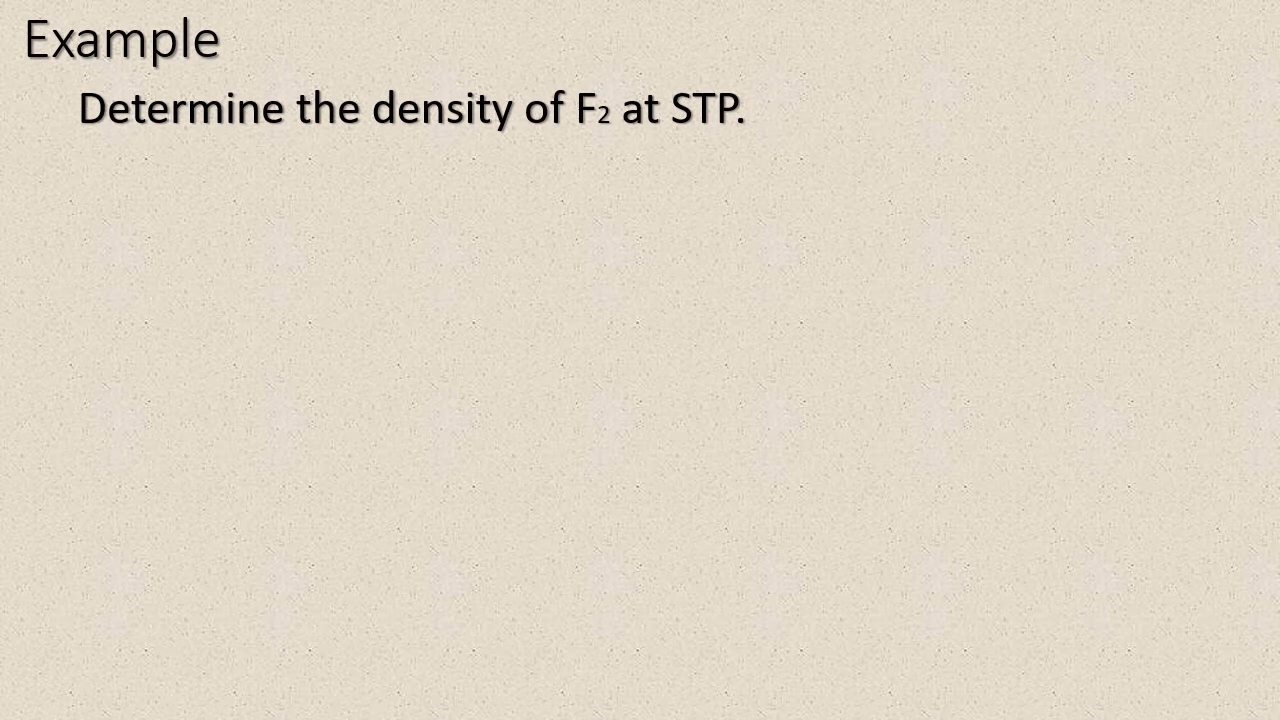 Example
Determine the density of F₂ at STP.